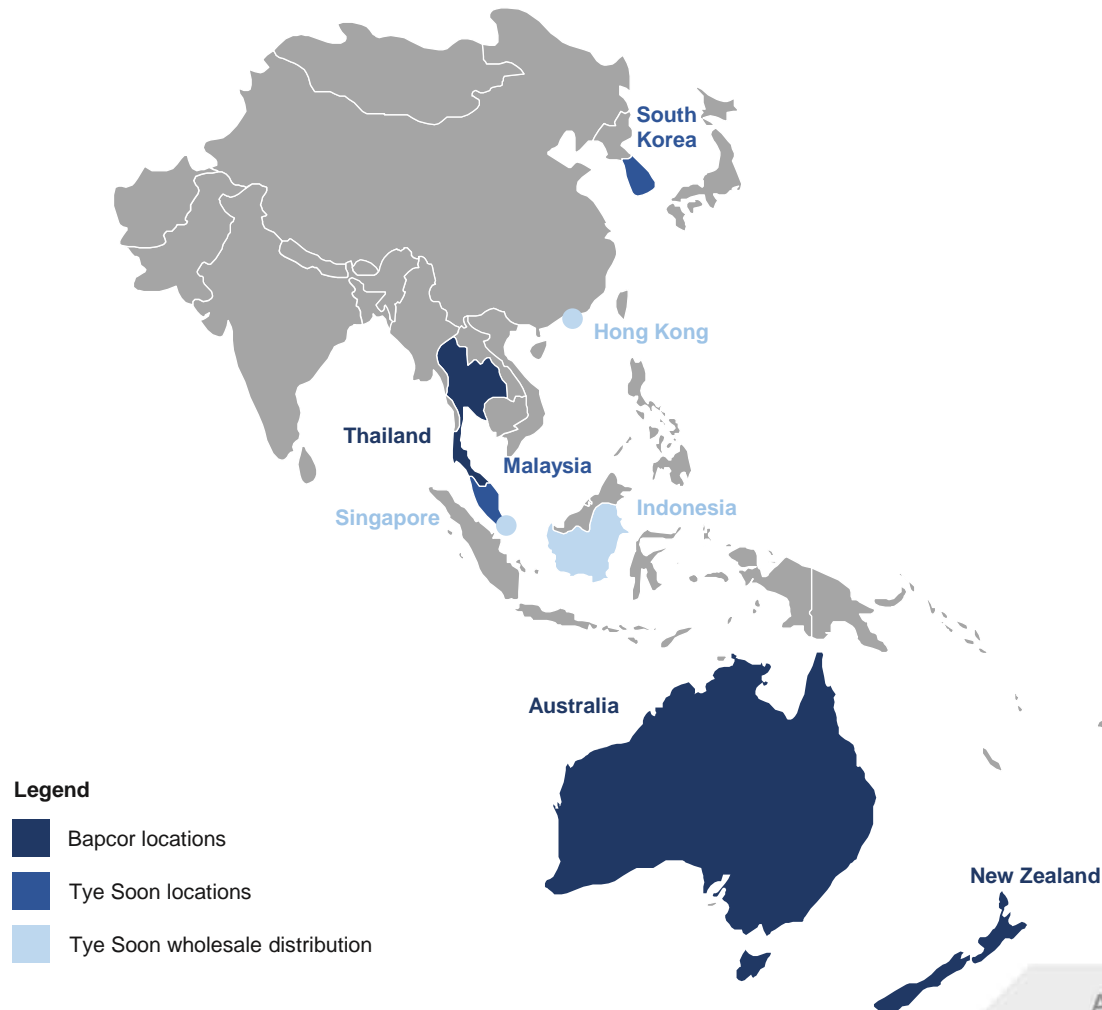 South
Korea
Hong Kong
Thailand
Malaysia
Singapore
Indonesia
Australia
Legend
Bapcor locations
Tye Soon locations
Tye Soon wholesale distribution
New Zealand